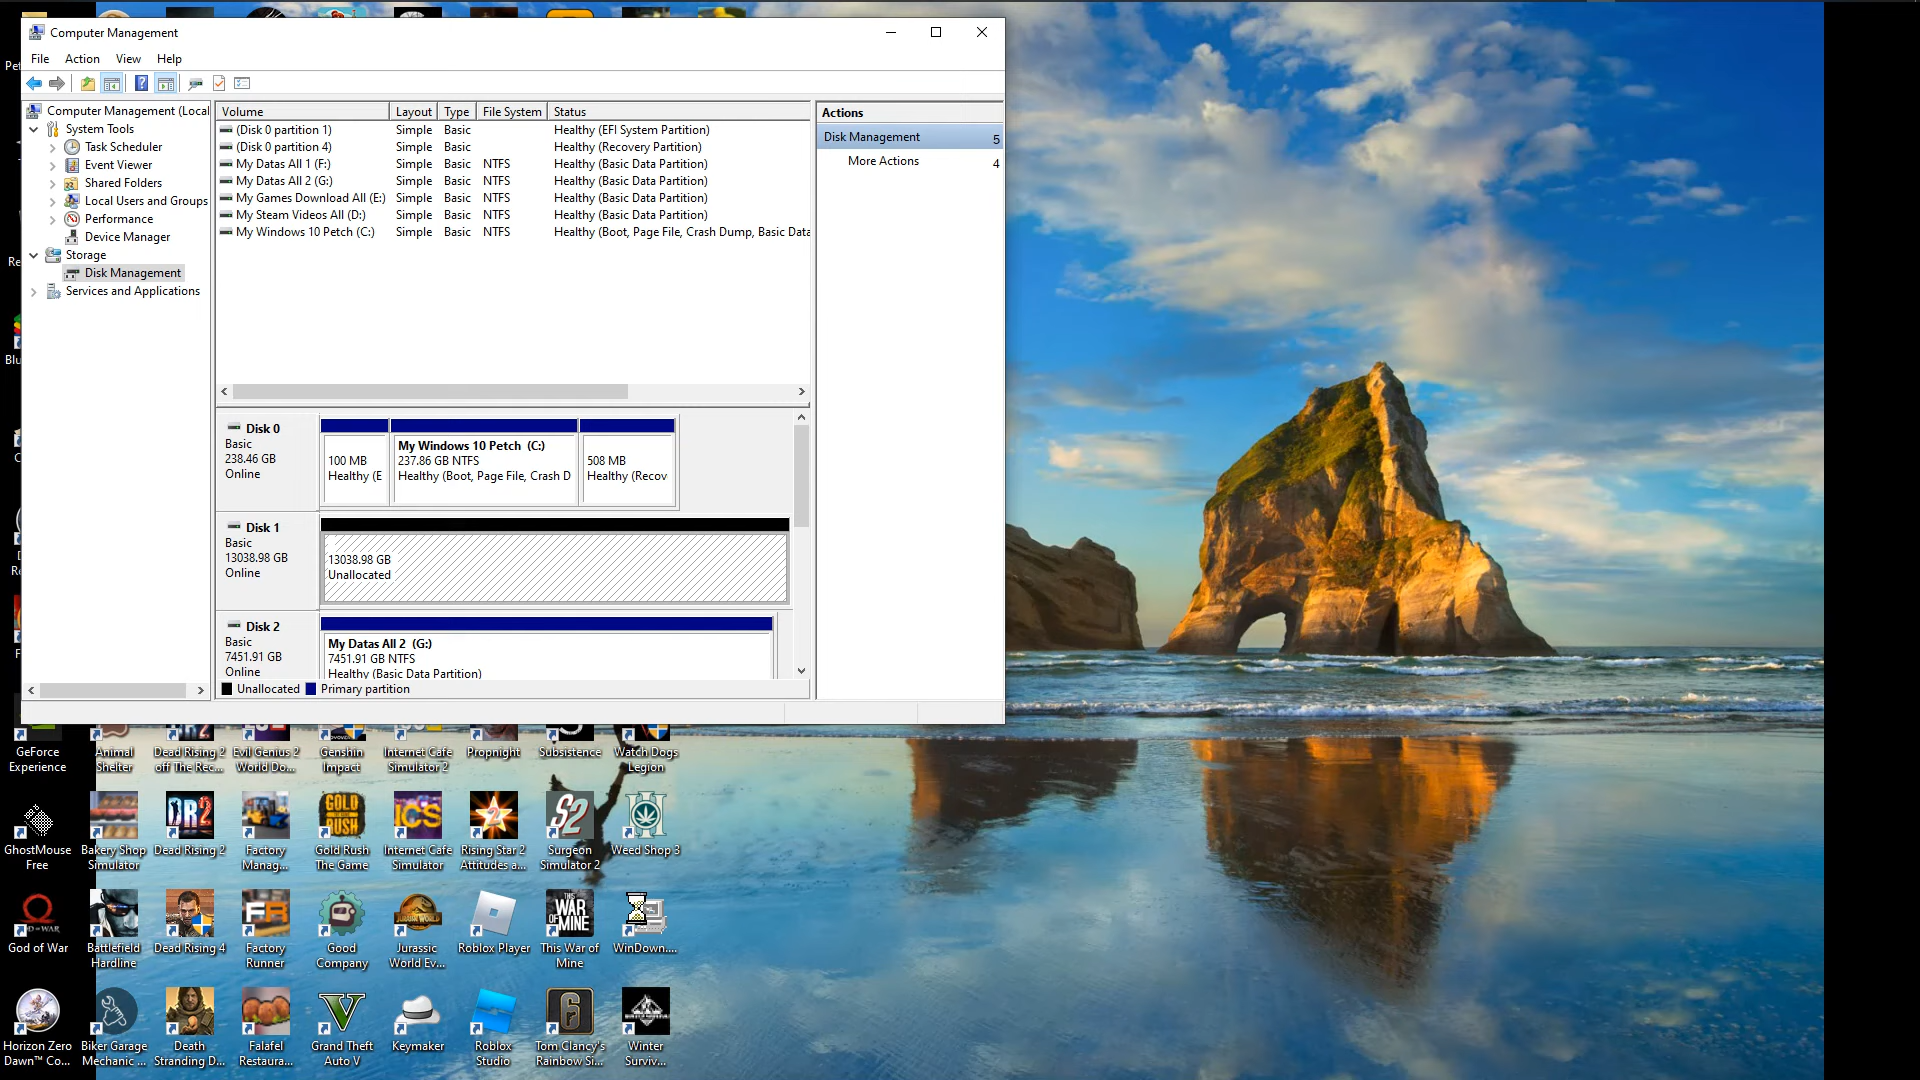 Computer Management
File Action View Help
Computer Management (Local
System Tools
Task Scheduler
Event Viewer
Shared Folders
Local Users and Groups
Performance
Device Manager
Storage
Disk Management
Services and Applications
Volume Layout Type File System Status
(Disk 0 partition 1) Simple Basic Healthy (EFI System Partition)
(Disk 0 partition 4) Simple Basic Healthy (Recovery Partition)
My Datas All 1 (F:) Simple Basic NTFS Healthy (Basic Data Partition)
My Datas All 2 (G:) Simple Basic NTFS Healthy (Basic Data Partition)
My Games Download All (E:) Simple Basic NTFS Healthy (Basic Data Partition)
My Steam Videos All (D:) Simple Basic NTFS Healthy (Basic Data Partition)
My Windows 10 Petch (C:) Simple Basic NTFS Healthy (Boot, Page File, Crash Dump, Basic Data
Actions
Disk Management 5
More Actions 4
Disk 0
Basic
238.46 GB
Online
100 MB
Healthy (E
My Windows 10 Petch (C:)
237.86 GB NTFS
Healthy (Boot, Page File, Crash D
508 MB
Healthy (Recov
Disk 1
Basic
13038.98 GB
Online
13038.98 GB
Unallocated
Disk 2
Basic
7451.91 GB
Online
My Datas All 2 (G:)
7451.91 GB NTFS
Healthy (Basic Data Partition)
Unallocated Primary partition
GeForce
Experience
Animal
Shelter
Dead Rising 2
off The Rec...
Evil Genius 2
World Do...
Genshin
Impact
Internet Cafe
Simulator 2
Propnight
Subsistence
Watch Dogs
Legion
GhostMouse
Free
Bakery Shop
Simulator
DR2
Dead Rising 2
Factory
Manag...
GOLD
RUSH
Gold Rush
The Game
ICS
Internet Cafe
Simulator
2
Rising Star 2
Attitudes a...
S2
Surgeon
Simulator 2
Weed Shop 3
God of War
Battlefield
Hardline
Dead Rising 4
FR
Factory
Runner
Good
Company
Jurassic
World Ev...
Roblox Player
THIS
WAR
OF
MINE
This War of
Mine
WinDown....
Horizon Zero
Dawn™ Co...
Biker Garage
Mechanic ...
Death
Stranding D...
Falafel
Restaura...
V
Grand Theft
Auto V
Keymaker
Roblox
Studio
6
Tom Clancy's
Rainbow Si...
Winter
Surviv...